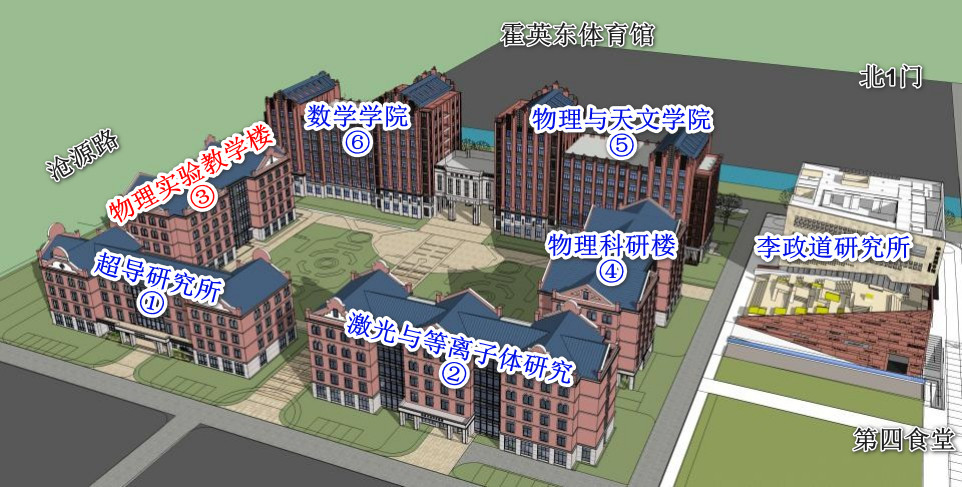 霍英东体育馆
北1门
数学学院
⑥
物理与天文学院
⑤
沧源路
物理实验教学楼
③
物理科研楼
④
李政道研究所
超导研究所
①
激光与等离子体研究
②
第四食堂